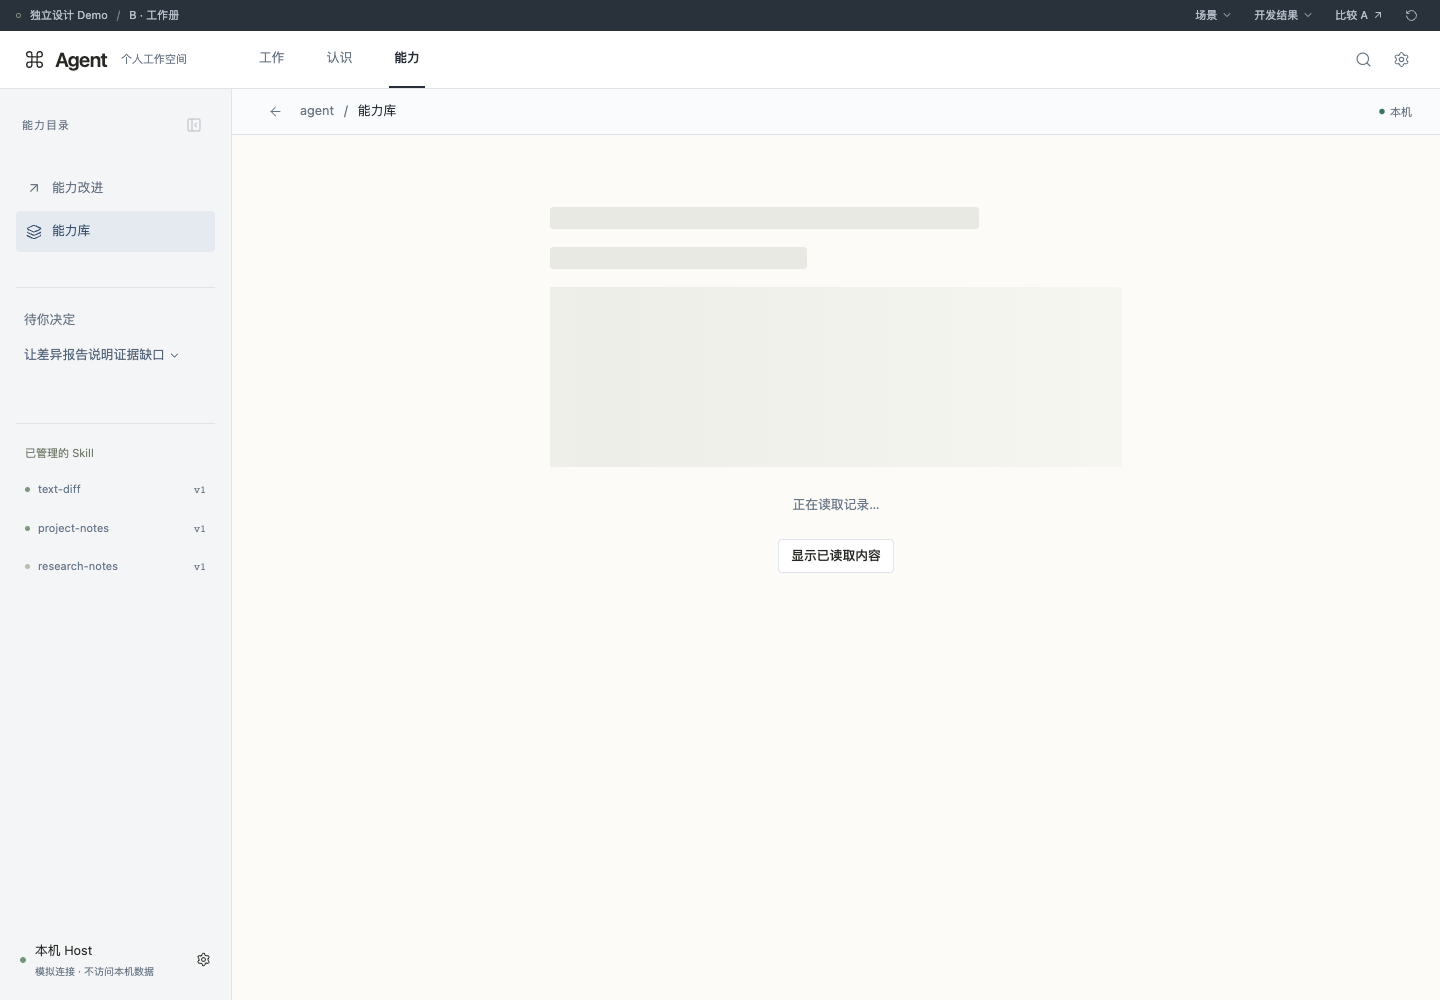 独立设计 Demo / B · 工作册
场景
开发结果
比较 A
Agent 个人工作空间
工作
认识
能力
能力目录
agent / 能力库
本机
能力改进
能力库
待你决定
让差异报告说明证据缺口
已管理的 Skill
text-diff v1
project-notes v1
research-notes v1
正在读取记录...
显示已读取内容
本机 Host
模拟连接 · 不访问本机数据